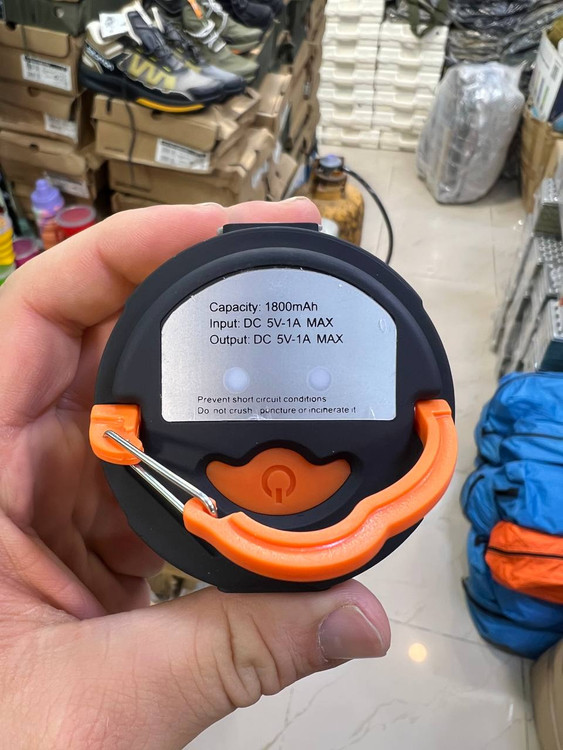 Capacity: 1800mAh
Input: DC 5V-1A MAX
Output: DC 5V-1A MAX
Prevent short circuit conditions
Do not crush puncture or incinerate it